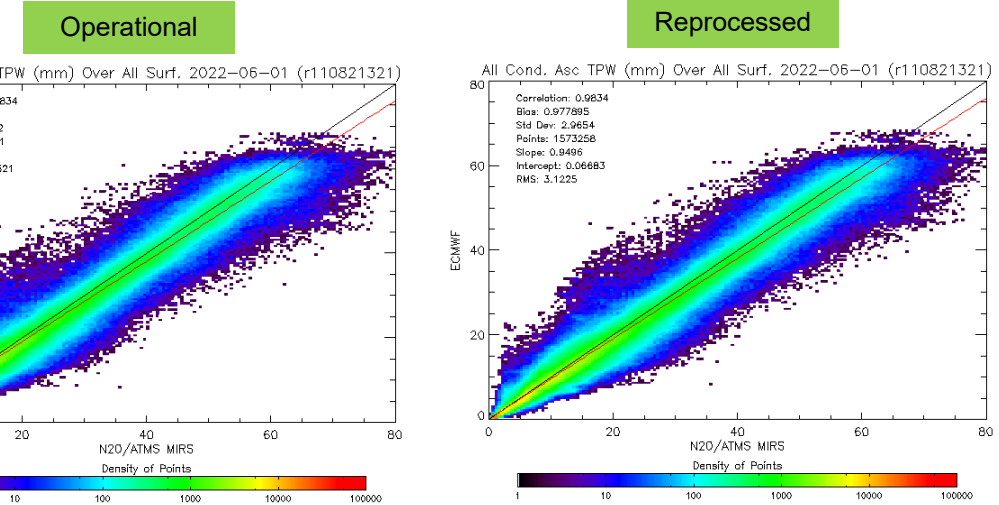 Operational
Reprocessed
TPW (mm) Over All Surf. 2022-06-01 (r110821321)
All Cond. Asc TPW (mm) Over All Surf. 2022-06-01 (r110821321)
834
2
1
521
20
40
60
80
N20/ATMS MIRS
Density of Points
10
100
1000
10000
100000
Correlation: 0.9834
Bias: 0.977895
Std Dev: 2.9654
Points: 1573258
Slope: 0.9496
Intercept: 0.06683
RMS: 3.1225
80
60
40
20
0
ECMWF
0
20
40
60
80
N20/ATMS MIRS
Density of Points
1
10
100
1000
10000
100000